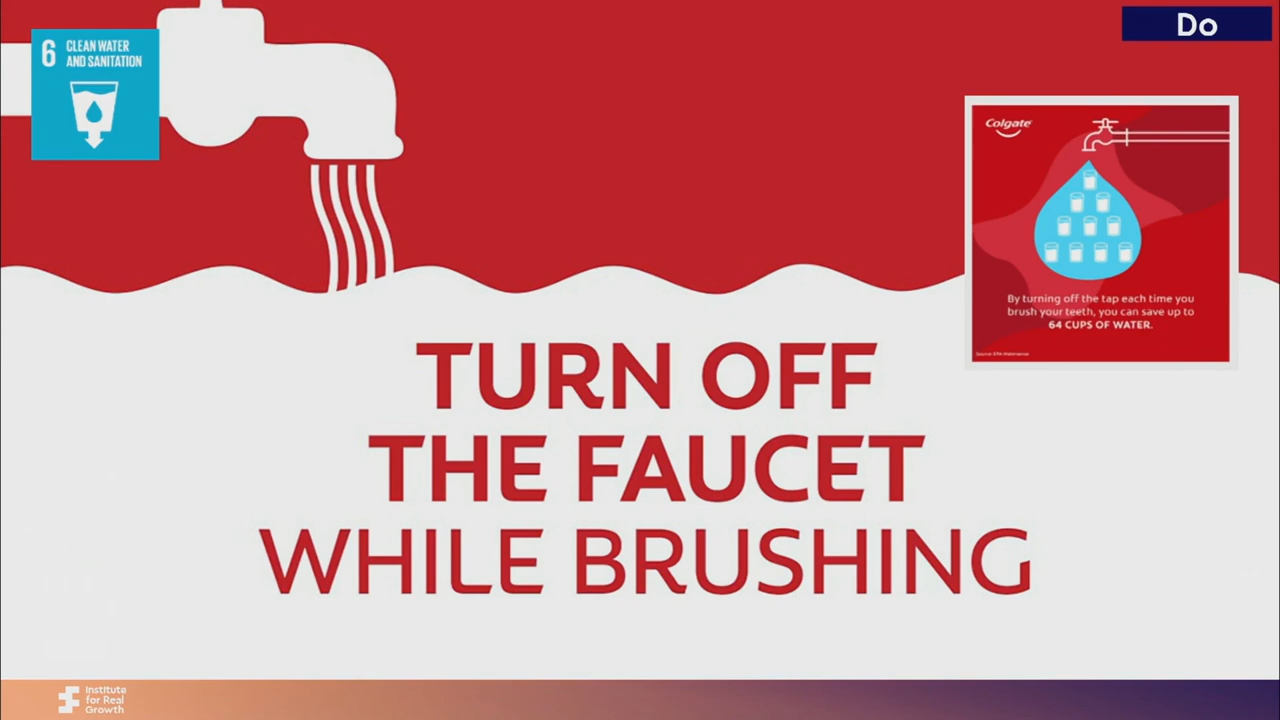 Do
6 CLEAN WATER
AND SANITATION
Colgate
By turning off the tap each time you
brush your teeth, you can save up to
64 CUPS OF WATER.
TURN OFF
THE FAUCET
WHILE BRUSHING
Institute
for Real
Growth